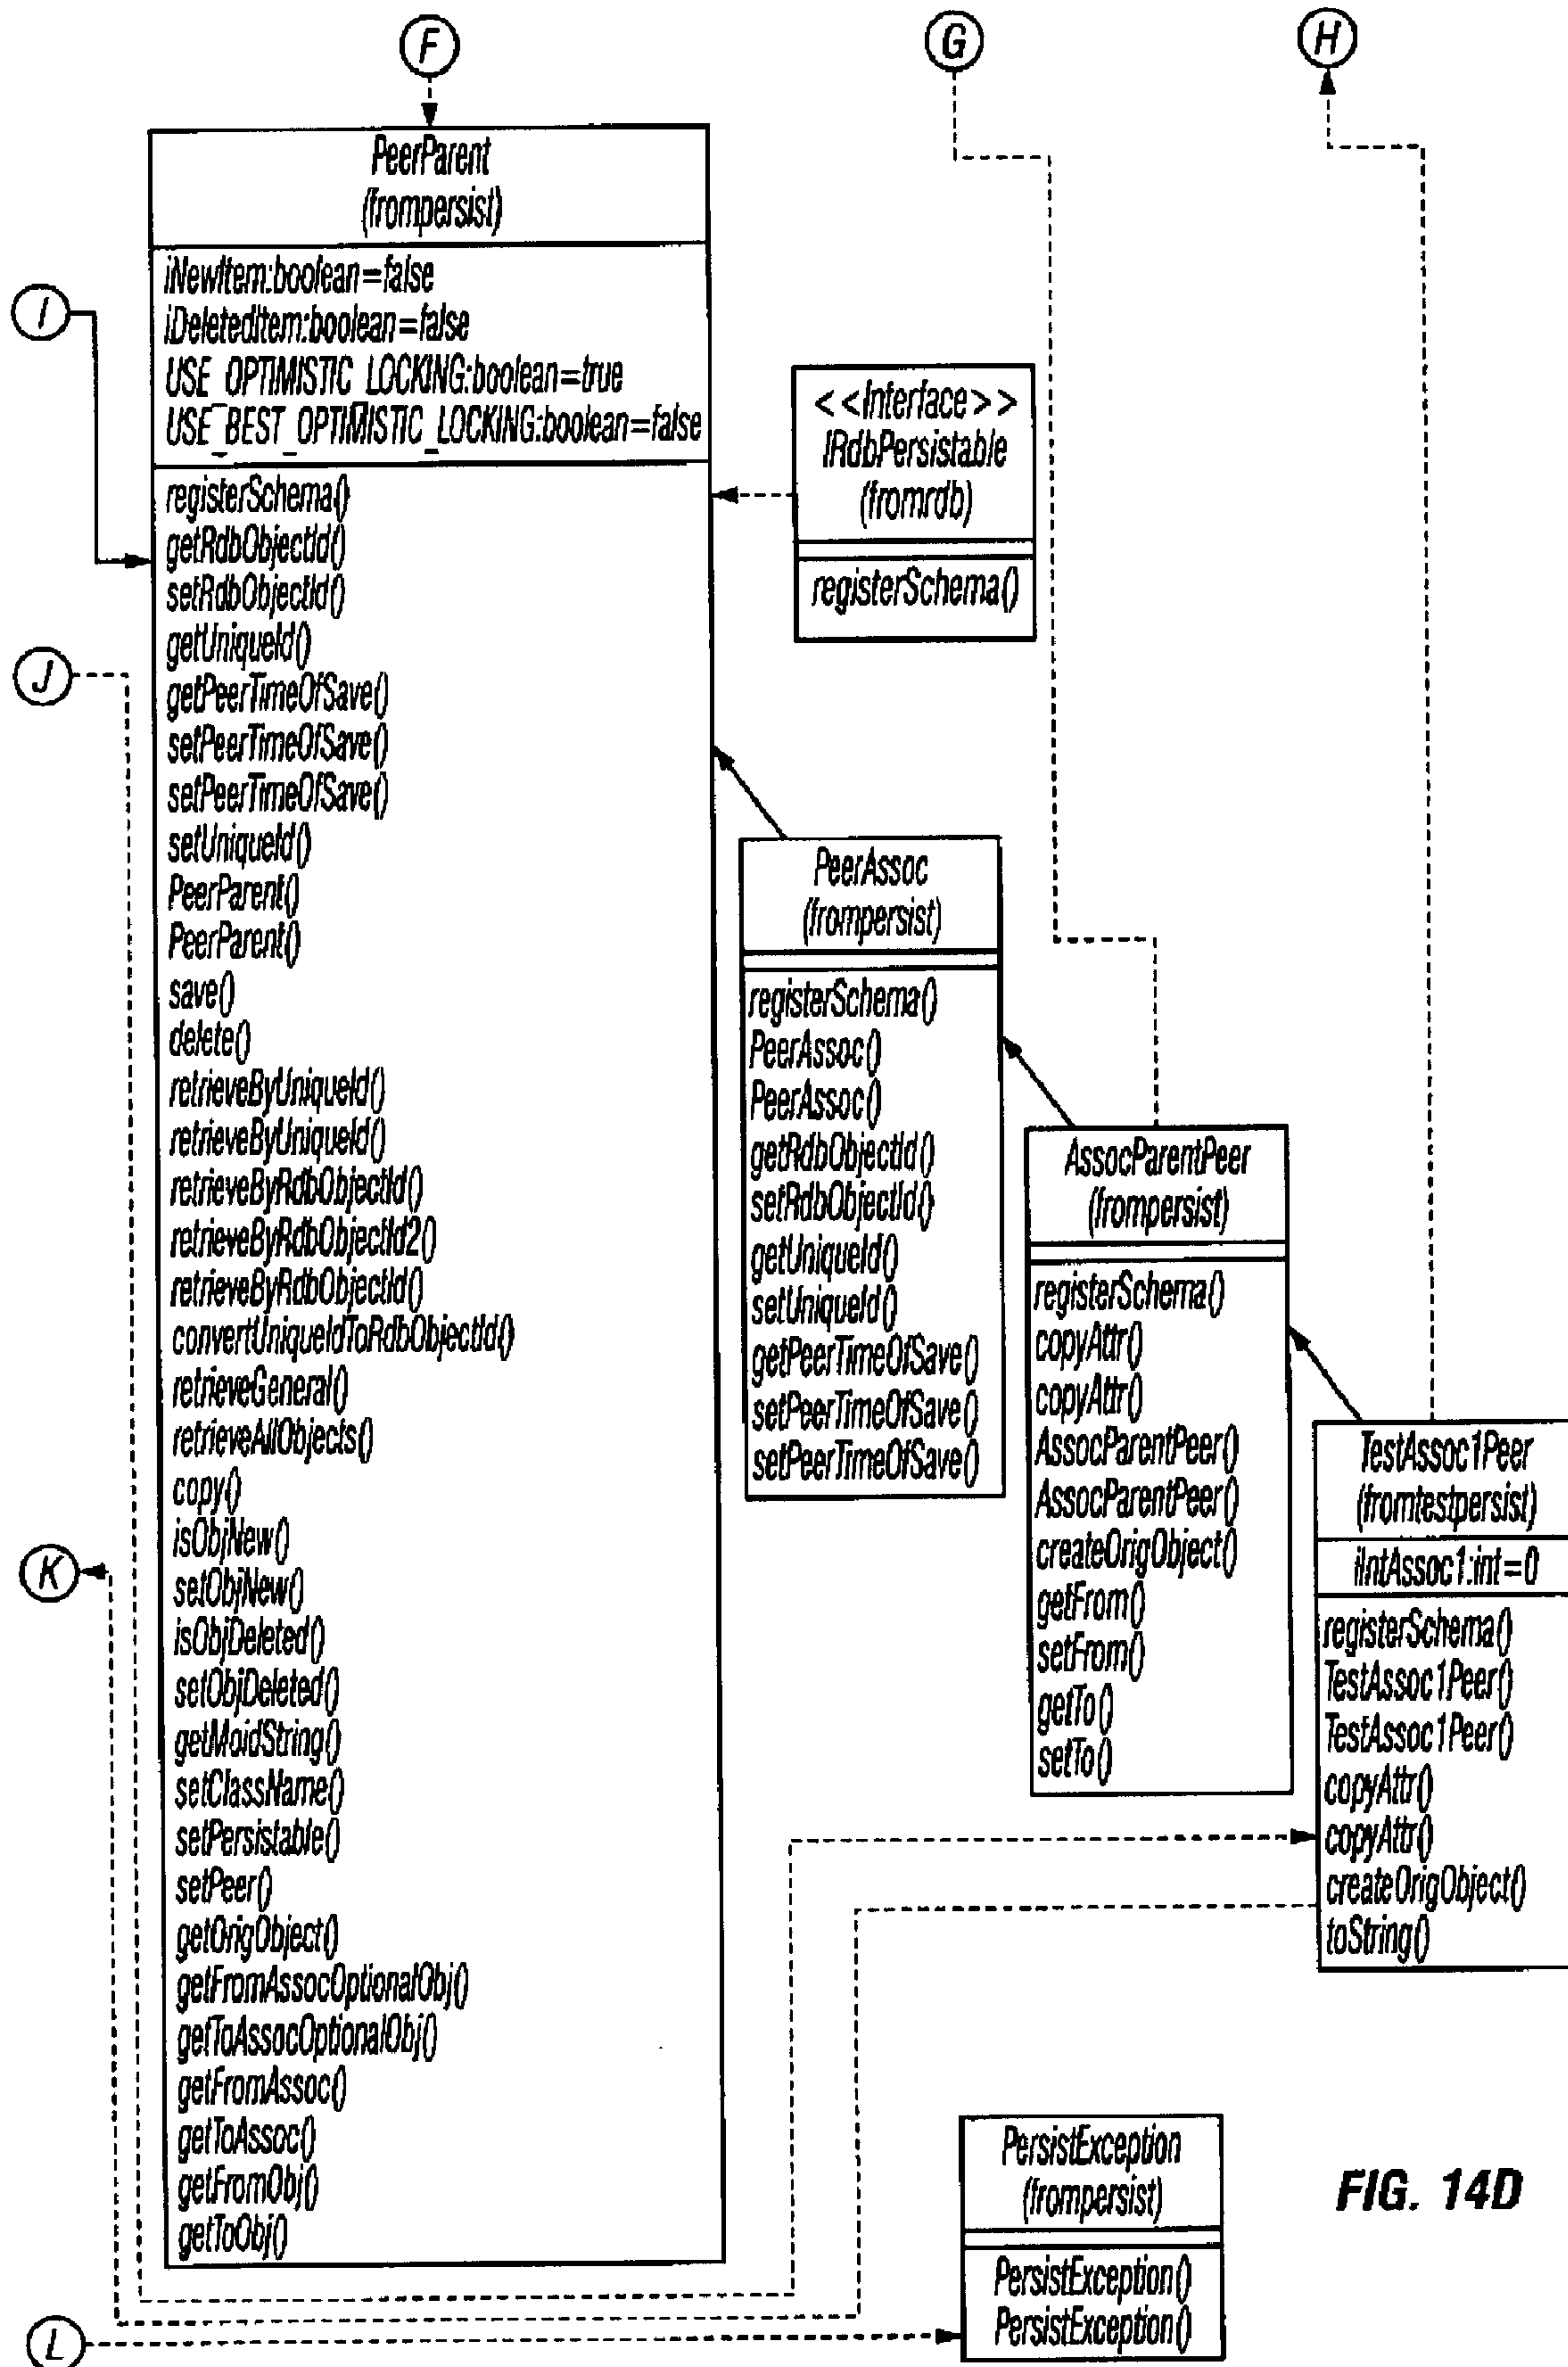 F
G
H
I
J
K
L
PeerParent
(frompersist)
iNewItem:boolean=false
iDeletedItem:boolean=false
USE_OPTIMISTIC_LOCKING:boolean=true
USE_BEST_OPTIMISTIC_LOCKING:boolean=false
registerSchema()
getRdbObjectId()
setRdbObjectId()
getUniqueId()
getPeerTimeOfSave()
setPeerTimeOfSave()
setPeerTimeOfSave()
setUniqueId()
PeerParent()
PeerParent()
save()
delete()
retrieveByUniqueId()
retrieveByUniqueId()
retrieveByRdbObjectId()
retrieveByRdbObjectId2()
retrieveByRdbObjectId()
convertUniqueIdToRdbObjectId()
retrieveGeneral()
retrieveAllObjects()
copy()
isObjNew()
setObjNew()
isObjDeleted()
setObjDeleted()
getMoidString()
setClassName()
setPersistable()
setPeer()
getOrigObject()
getFromAssocOptionalObj()
getToAssocOptionalObj()
getFromAssoc()
getToAssoc()
getFromObj()
getToObj()
<<Interface>>
IRdbPersistable
(fromrdb)
registerSchema()
PeerAssoc
(frompersist)
registerSchema()
PeerAssoc()
PeerAssoc()
getRdbObjectId()
setRdbObjectId()
getUniqueId()
setUniqueId()
getPeerTimeOfSave()
setPeerTimeOfSave()
setPeerTimeOfSave()
AssocParentPeer
(frompersist)
registerSchema()
copyAttr()
copyAttr()
AssocParentPeer()
AssocParentPeer()
createOrigObject()
getFrom()
setFrom()
getTo()
setTo()
TestAssoc1Peer
(fromtestpersist)
iIntAssoc1:int=0
registerSchema()
TestAssoc1Peer()
TestAssoc1Peer()
copyAttr()
copyAttr()
createOrigObject()
toString()
PersistException
(frompersist)
PersistException()
PersistException()
FIG. 14D